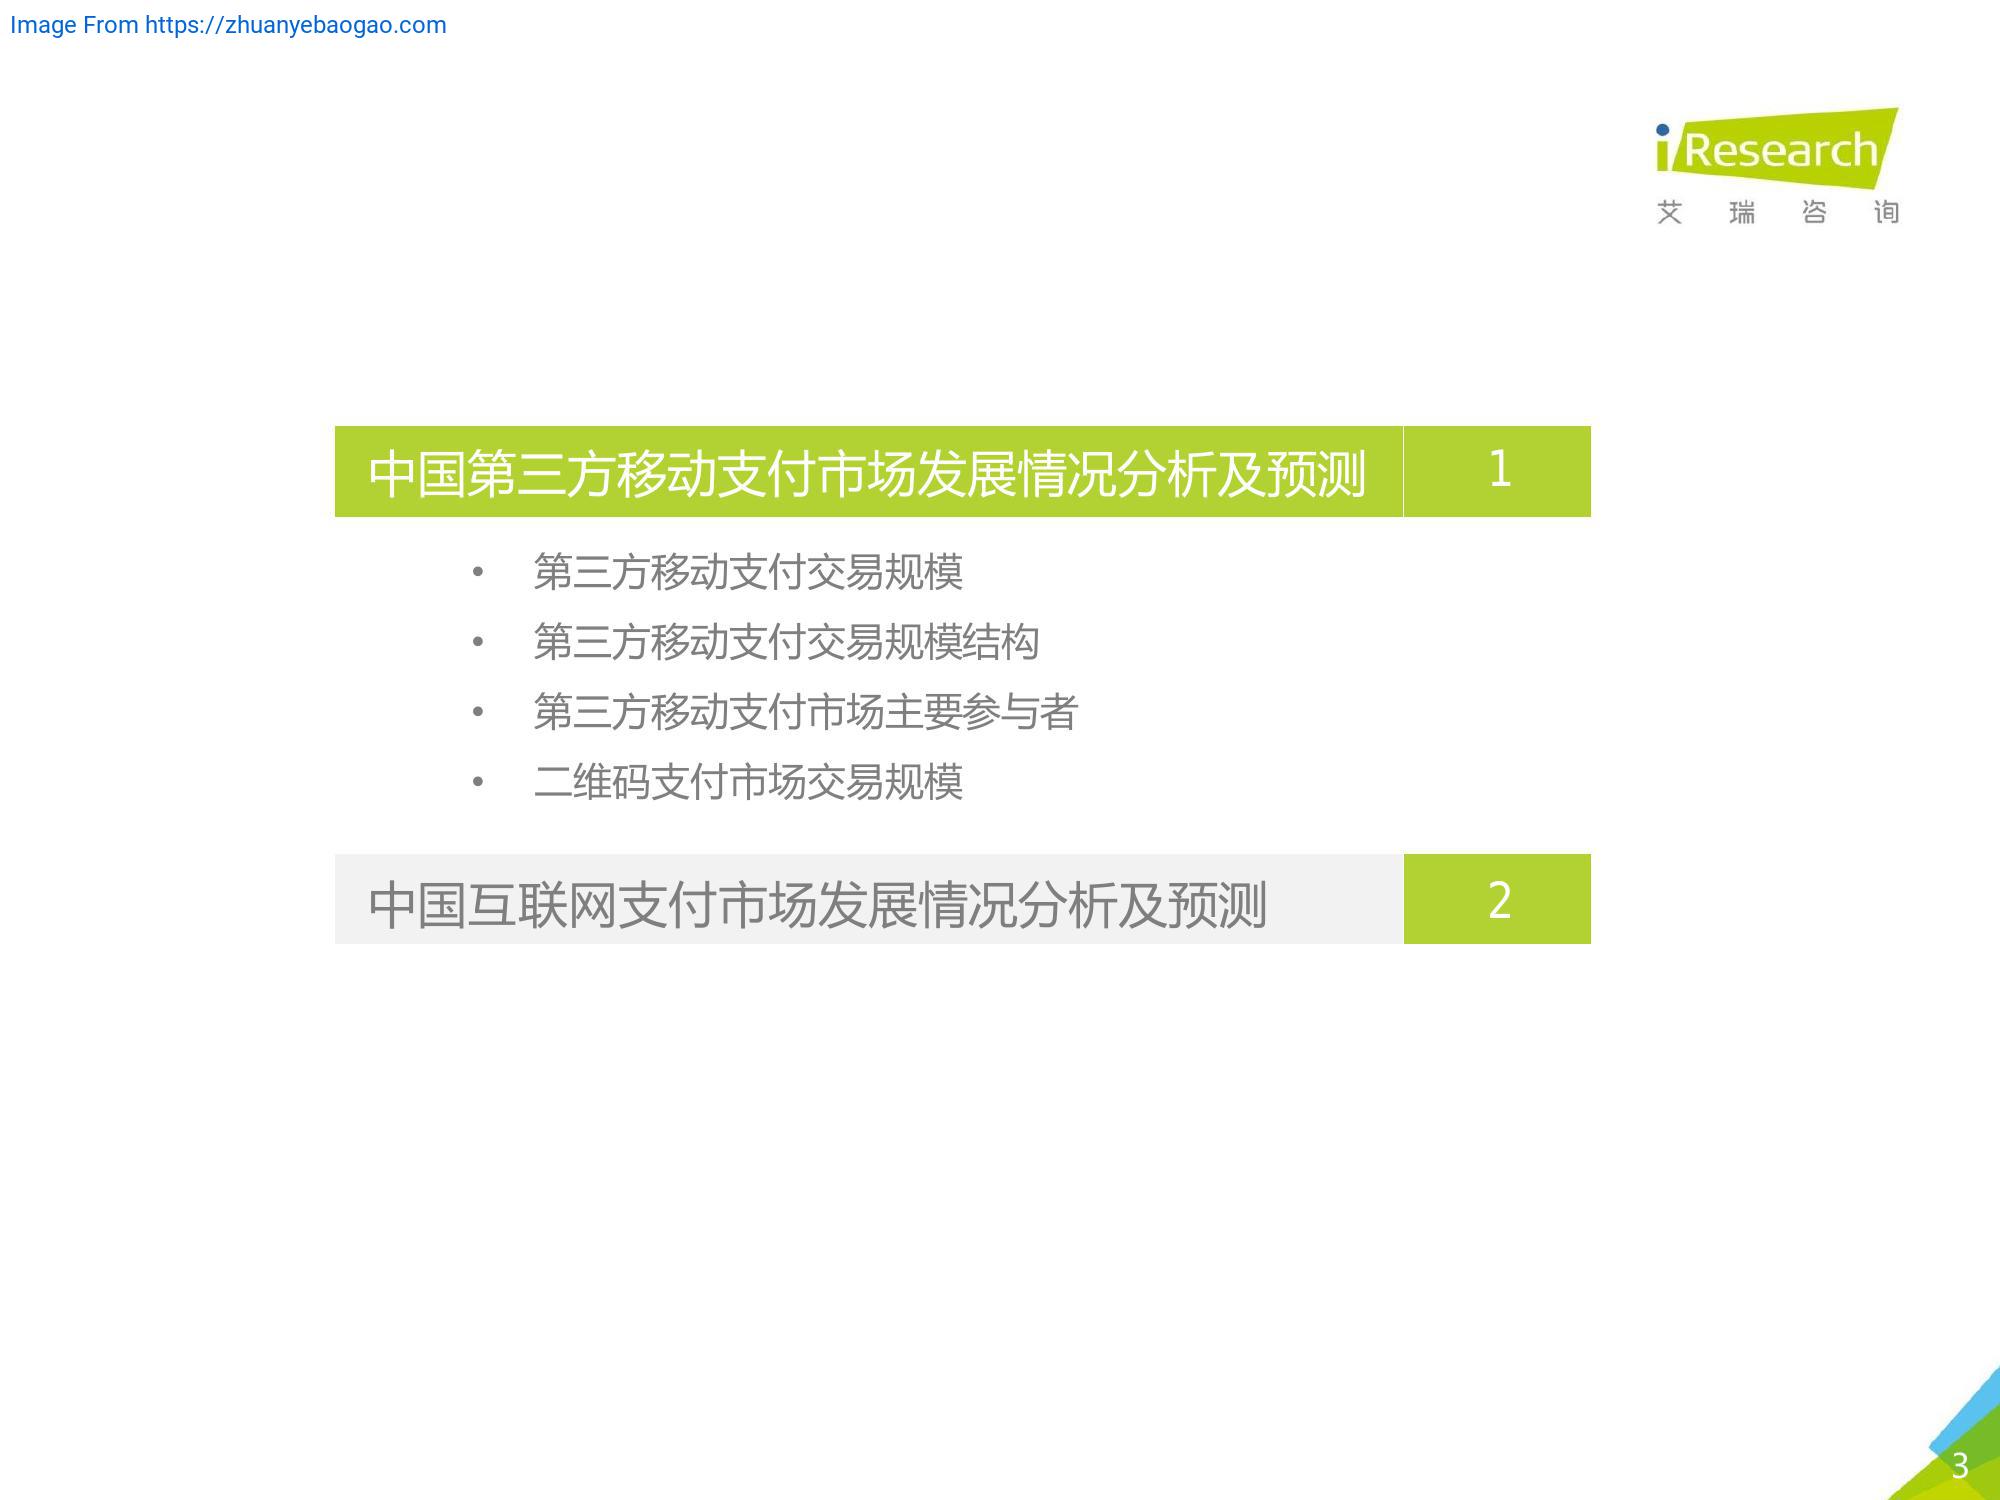 Image From https://zhuanyebaogao.com
iResearch
艾瑞咨询
中国第三方移动支付市场发展情况分析及预测 1
• 第三方移动支付交易规模
• 第三方移动支付交易规模结构
• 第三方移动支付市场主要参与者
• 二维码支付市场交易规模
中国互联网支付市场发展情况分析及预测 2
3